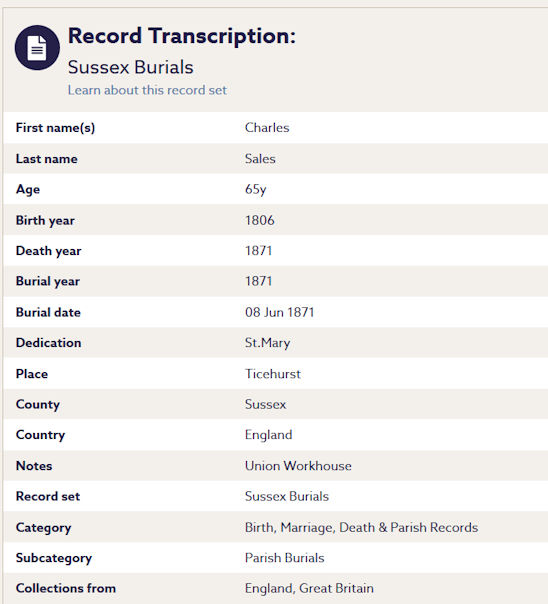 Record Transcription:
Sussex Burials
Learn about this record set
First name(s) Charles
Last name Sales
Age 65y
Birth year 1806
Death year 1871
Burial year 1871
Burial date 08 Jun 1871
Dedication St.Mary
Place Ticehurst
County Sussex
Country England
Notes Union Workhouse
Record set Sussex Burials
Category Birth, Marriage, Death & Parish Records
Subcategory Parish Burials
Collections from England, Great Britain